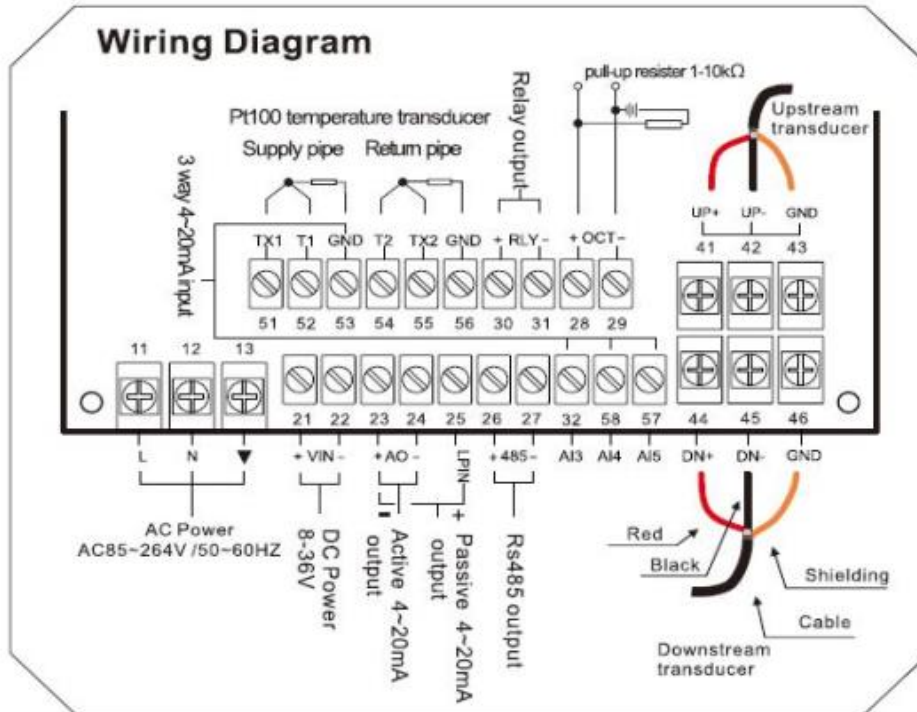 Wiring Diagram
pull-up resister 1-10kΩ
Relay output
Upstream
transducer
Pt100 temperature transducer
Supply pipe Return pipe
3 way 4~20mA input
UP+ UP- GND
TX1 T1 GND T2 TX2 GND + RLY - + OCT -
41 42 43
51 52 53 54 55 56 30 31 28 29
11 12 13
21 22 23 24 25 26 27 32 58 57 44 45 46
L N + VIN - + AO - LPIN + 485 - AI3 AI4 AI5 DN+ DN- GND
AC Power
AC85~264V /50~60HZ
DC Power
8-36V
-
Active 4~20mA
output
+
Passive 4~20mA
output
Rs485 output
Red
Black
Shielding
Cable
Downstream
transducer